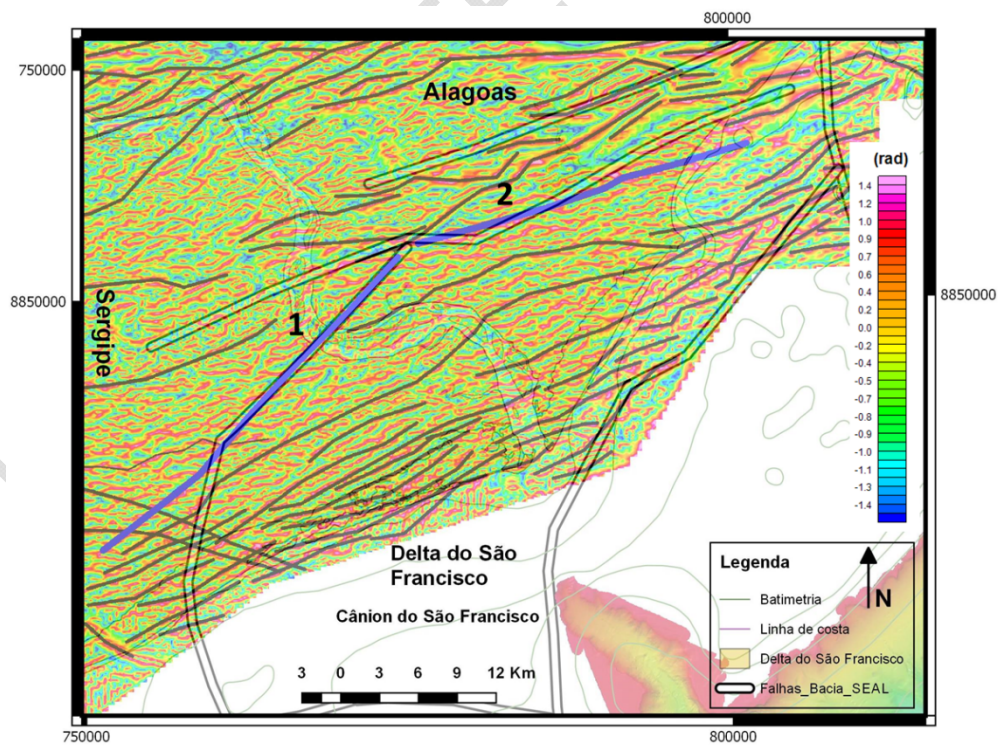 800000
750000
Alagoas
(rad)
1.4
1.2
1.0
0.9
0.7
0.6
0.4
0.2
0.0
-0.2
-0.4
-0.5
-0.7
-0.8
-0.9
-1.0
-1.1
-1.3
-1.4
2
8850000
8850000
Sergipe
1
Delta do São
Francisco
Cânion do São Francisco
3 0 3 6 9 12 Km
Legenda
Batimetria
Linha de costa
Delta do São Francisco
Falhas_Bacia_SEAL
N
750000
800000